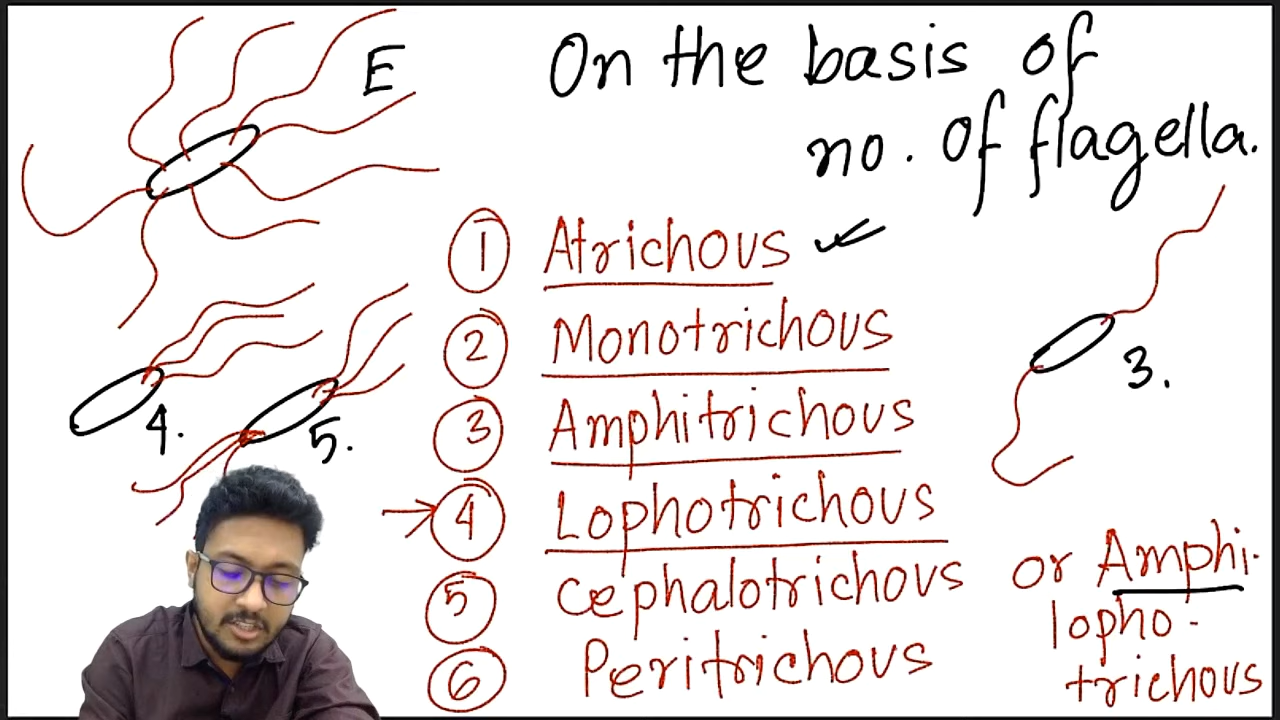 E
On the basis of
no. of flagella.
1 Atrichous
2 Monotrichous
3 Amphitrichous
3.
4 Lophotrichous
4.
5.
5 Cephalotrichous or Amphi-
lopho-
trichous
6 Peritrichous